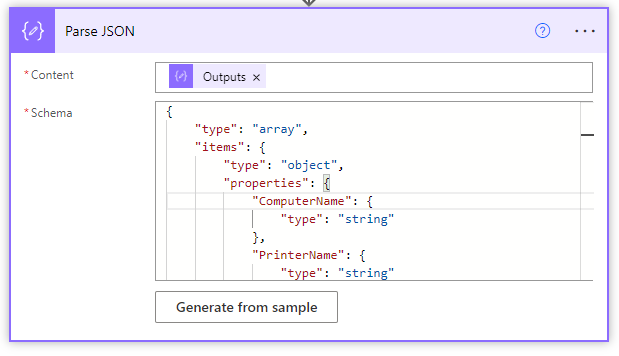 Parse JSON
* Content
Outputs ×
* Schema
{
"type": "array",
"items": {
"type": "object",
"properties": {
"ComputerName": {
"type": "string"
},
"PrinterName": {
"type": "string"
Generate from sample